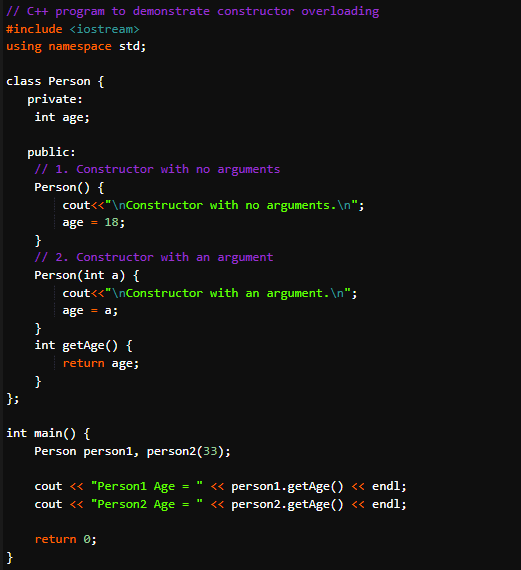 // C++ program to demonstrate constructor overloading
#include <iostream>
using namespace std;

class Person {
   private:
    int age;

   public:
    // 1. Constructor with no arguments
    Person() {
        cout<<"\nConstructor with no arguments.\n";
        age = 18;
    }
    // 2. Constructor with an argument
    Person(int a) {
        cout<<"\nConstructor with an argument.\n";
        age = a;
    }
    int getAge() {
        return age;
    }
};

int main() {
    Person person1, person2(33);

    cout << "Person1 Age = " << person1.getAge() << endl;
    cout << "Person2 Age = " << person2.getAge() << endl;

    return 0;
}